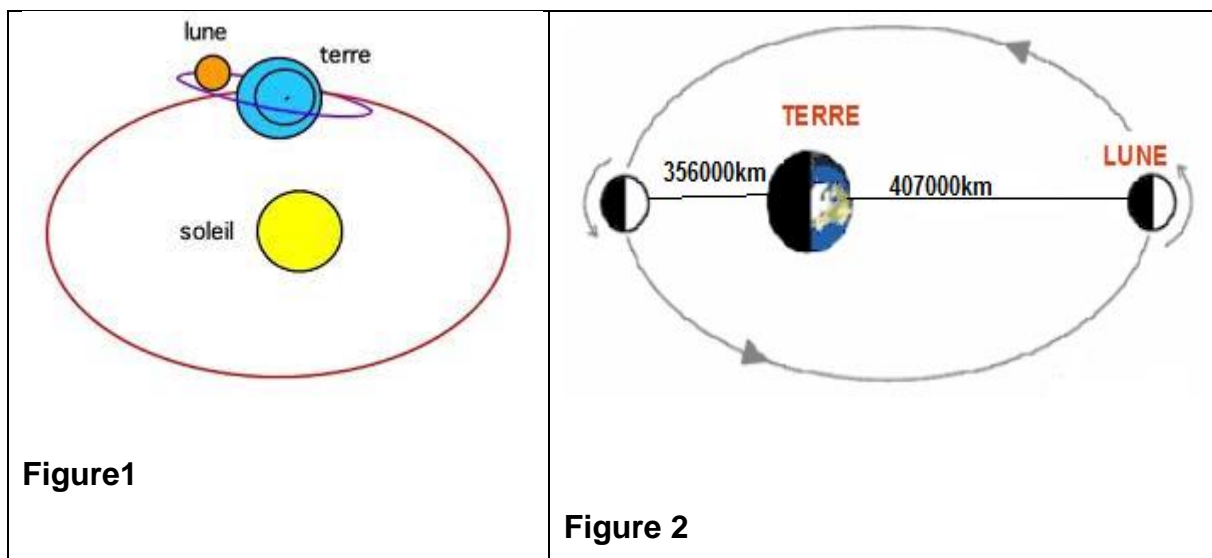 lune
terre
soleil
Figure1
TERRE
LUNE
356000km
407000km
Figure 2